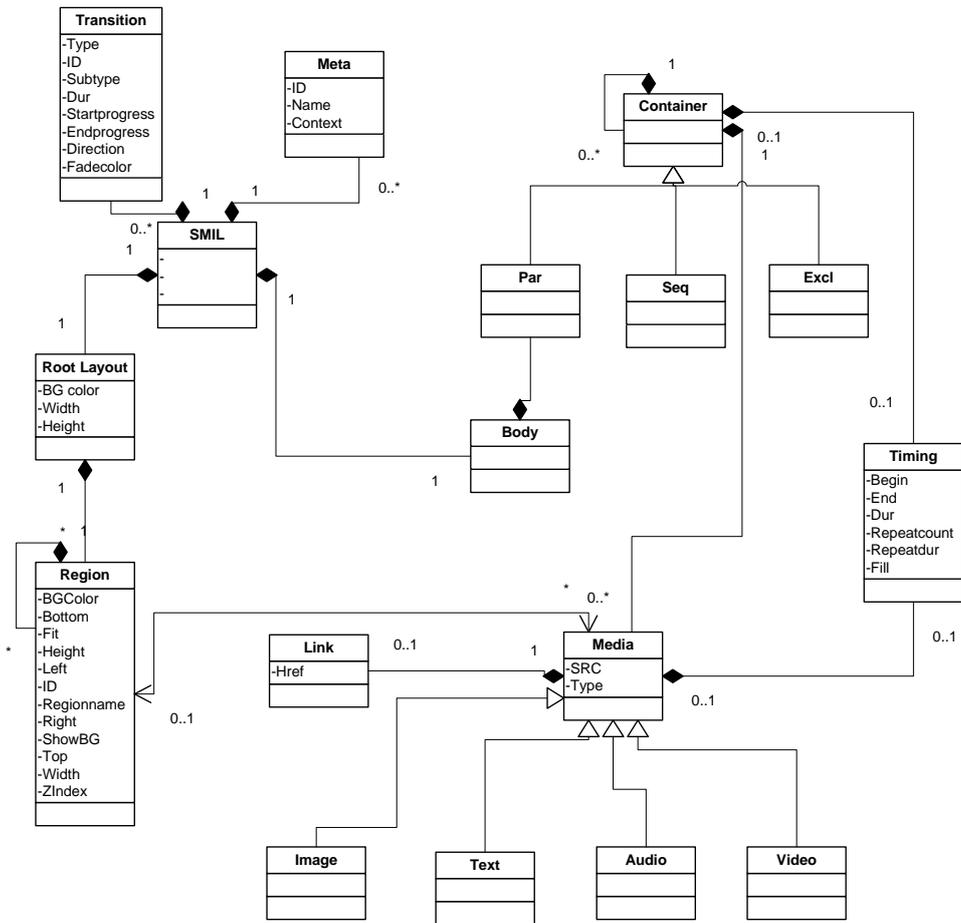 Transition
-Type
-ID
-Subtype
-Dur
-Startprogress
-Endprogress
-Direction
-Fadecolor
Meta
-ID
-Name
-Context
1
Container
0..1
1
0..*
1
1
0..*
0..*
SMIL
-
-
-
1
1
Par
Seq
Excl
1
Root Layout
-BG color
-Width
-Height
0..1
Body
1
1
Timing
-Begin
-End
-Dur
-Repeatcount
-Repeatdur
-Fill
* 1
Region
-BGColor
-Bottom
-Fit
-Height
-Left
-ID
-Regionname
-Right
-ShowBG
-Top
-Width
-ZIndex
*
*
0..*
0..1
Link
-Href
0..1
1
Media
-SRC
-Type
0..1
0..1
Image
Text
Audio
Video